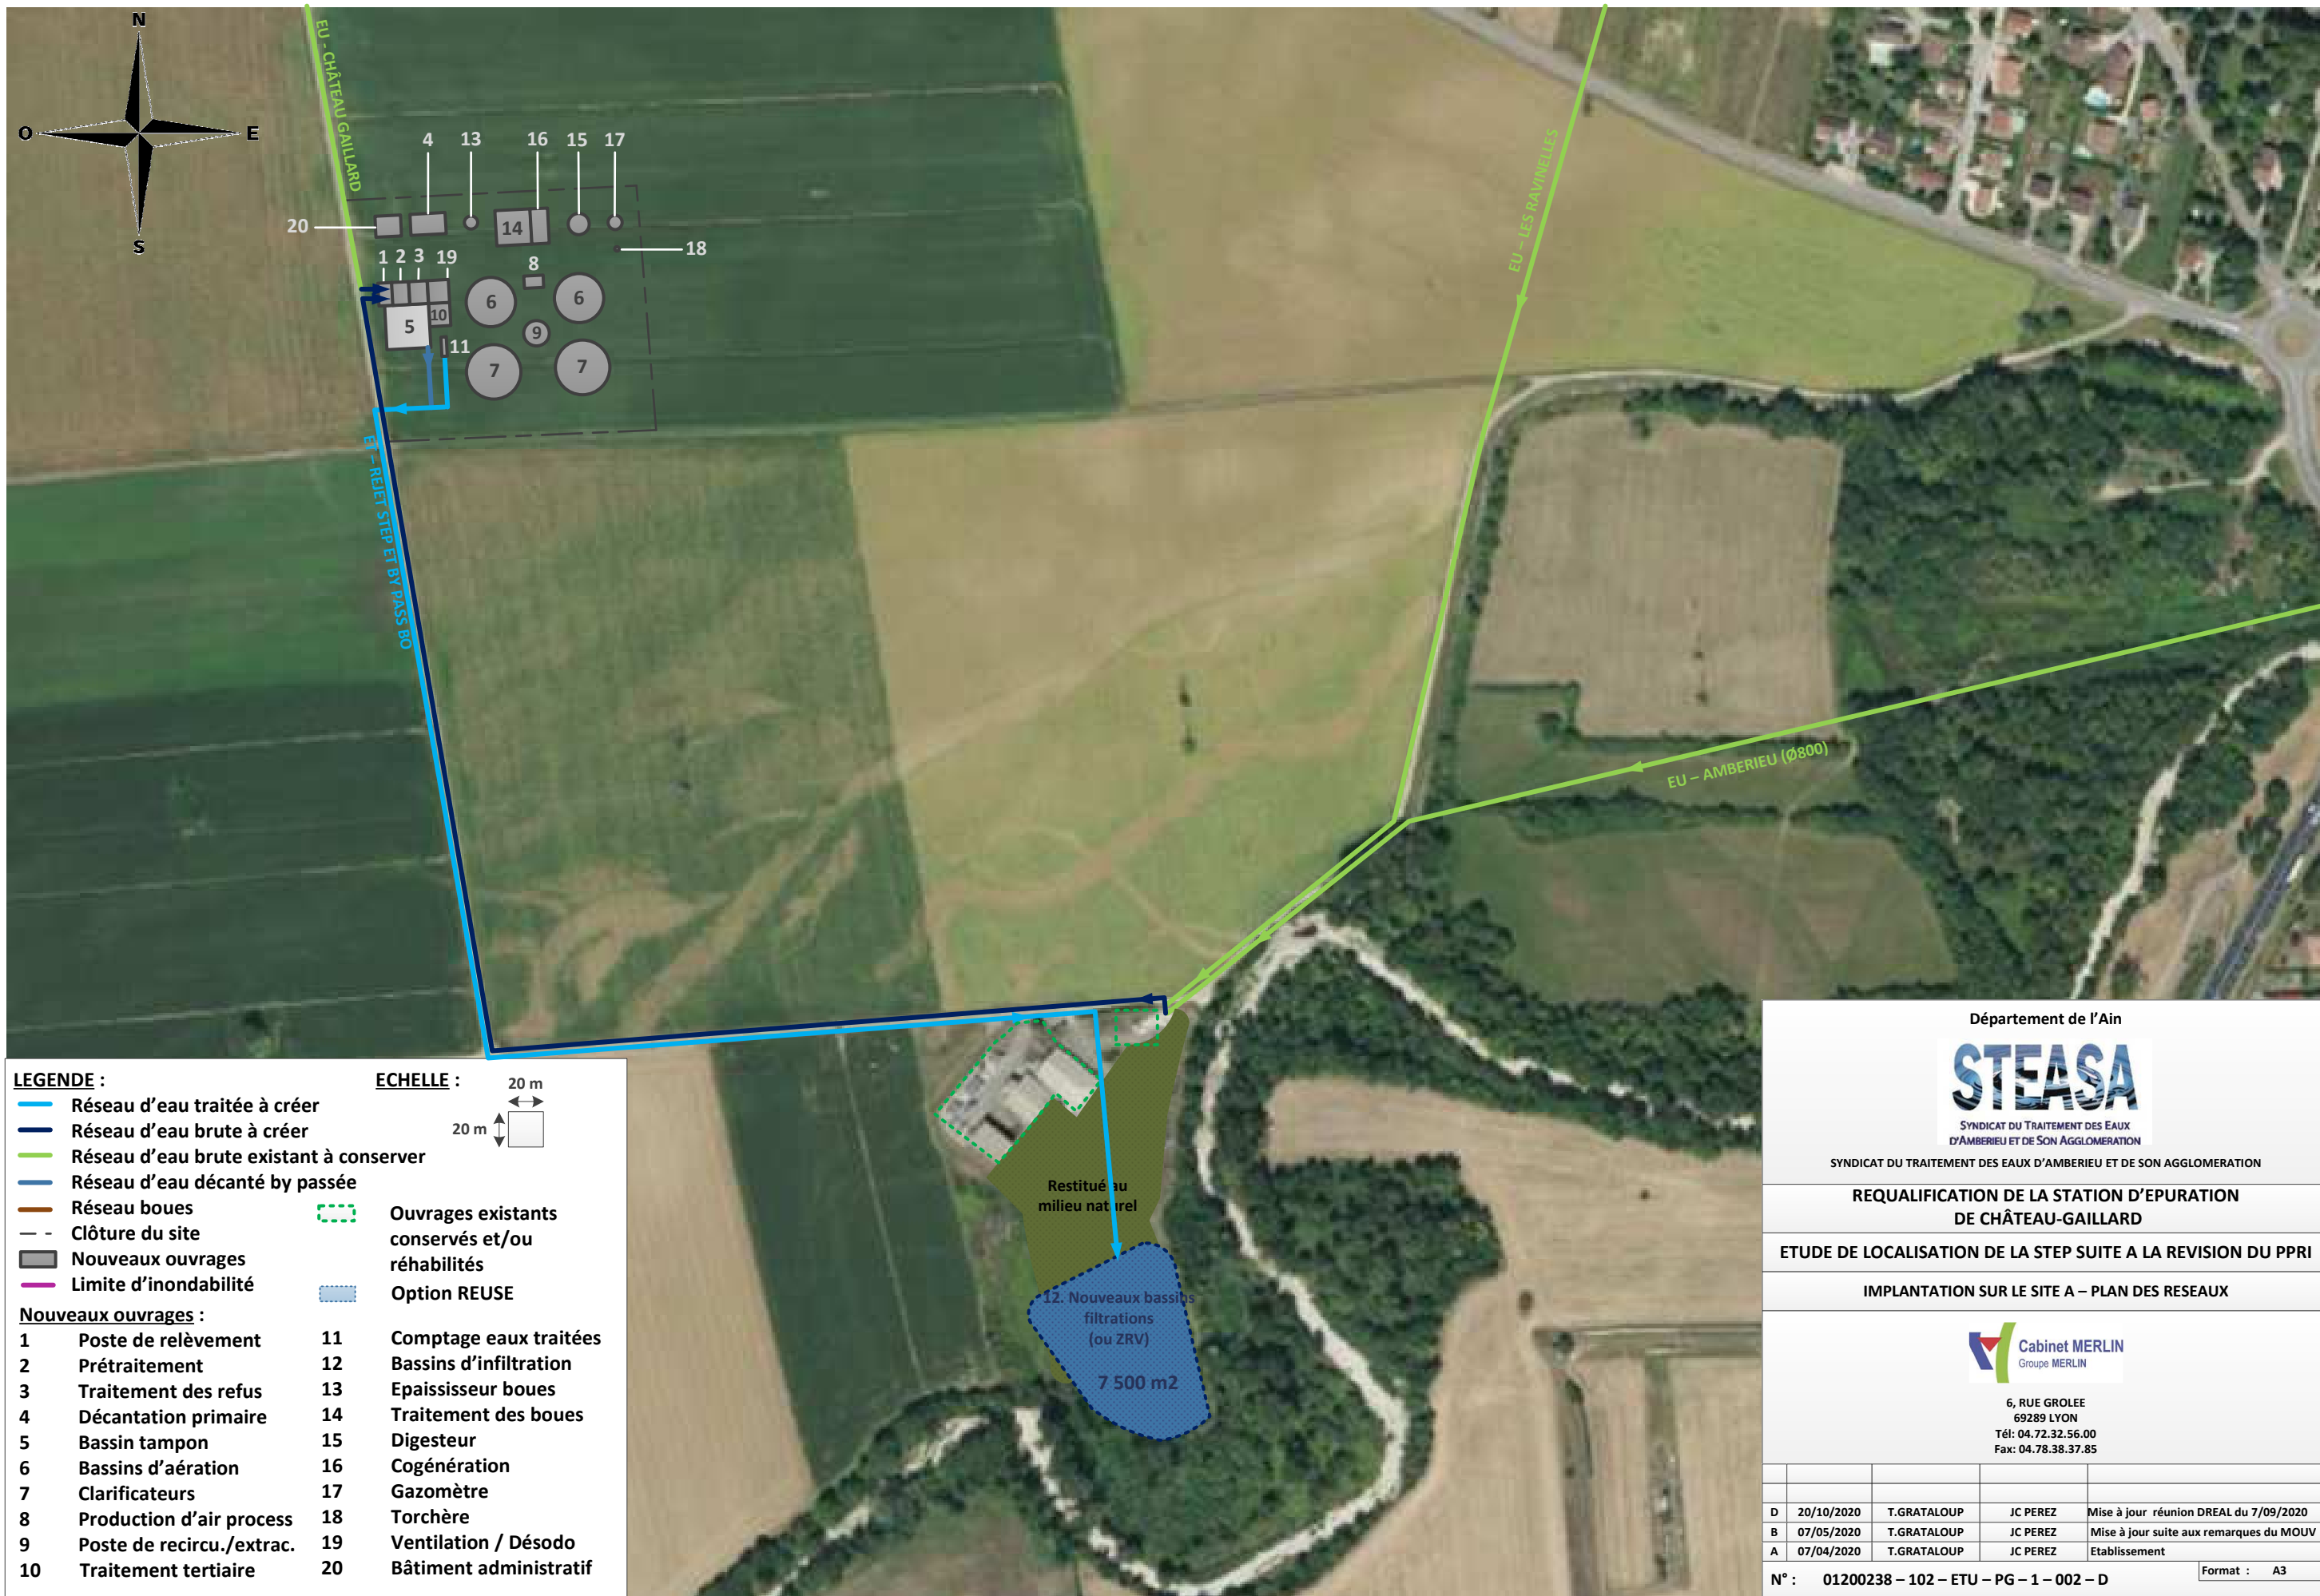 N
O
E
S
EU - CHÂTEAU GAILLARD
4
13
16
15
17
20
14
18
1
2
3
19
8
6
6
10
5
9
11
7
7
ET – REJET STEP ET BY PASS BO
EU – LES RAVINELLES
EU – AMBERIEU (Ø800)
Restitué au
milieu naturel
12. Nouveaux bassins
filtrations
(ou ZRV)
7 500 m2
LEGENDE :
Réseau d'eau traitée à créer
Réseau d'eau brute à créer
Réseau d'eau brute existant à conserver
Réseau d'eau décanté by passée
Réseau boues
Clôture du site
Nouveaux ouvrages
Limite d'inondabilité
ECHELLE :
20 m
20 m
Ouvrages existants
conservés et/ou
réhabilités
Option REUSE
Nouveaux ouvrages :
1 Poste de relèvement
2 Prétraitement
3 Traitement des refus
4 Décantation primaire
5 Bassin tampon
6 Bassins d'aération
7 Clarificateurs
8 Production d'air process
9 Poste de recircu./extrac.
10 Traitement tertiaire
11 Comptage eaux traitées
12 Bassins d'infiltration
13 Epaississeur boues
14 Traitement des boues
15 Digesteur
16 Cogénération
17 Gazomètre
18 Torchère
19 Ventilation / Désodo
20 Bâtiment administratif
Département de l'Ain
STEASA
SYNDICAT DU TRAITEMENT DES EAUX
D'AMBERIEU ET DE SON AGGLOMERATION
SYNDICAT DU TRAITEMENT DES EAUX D'AMBERIEU ET DE SON AGGLOMERATION
REQUALIFICATION DE LA STATION D'EPURATION
DE CHÂTEAU-GAILLARD
ETUDE DE LOCALISATION DE LA STEP SUITE A LA REVISION DU PPRI
IMPLANTATION SUR LE SITE A – PLAN DES RESEAUX
Cabinet MERLIN
Groupe MERLIN
6, RUE GROLEE
69289 LYON
Tél: 04.72.32.56.00
Fax: 04.78.38.37.85
D 20/10/2020 T.GRATALOUP JC PEREZ Mise à jour réunion DREAL du 7/09/2020
B 07/05/2020 T.GRATALOUP JC PEREZ Mise à jour suite aux remarques du MOUV
A 07/04/2020 T.GRATALOUP JC PEREZ Etablissement
N° : 01200238 – 102 – ETU – PG – 1 – 002 – D
Format : A3